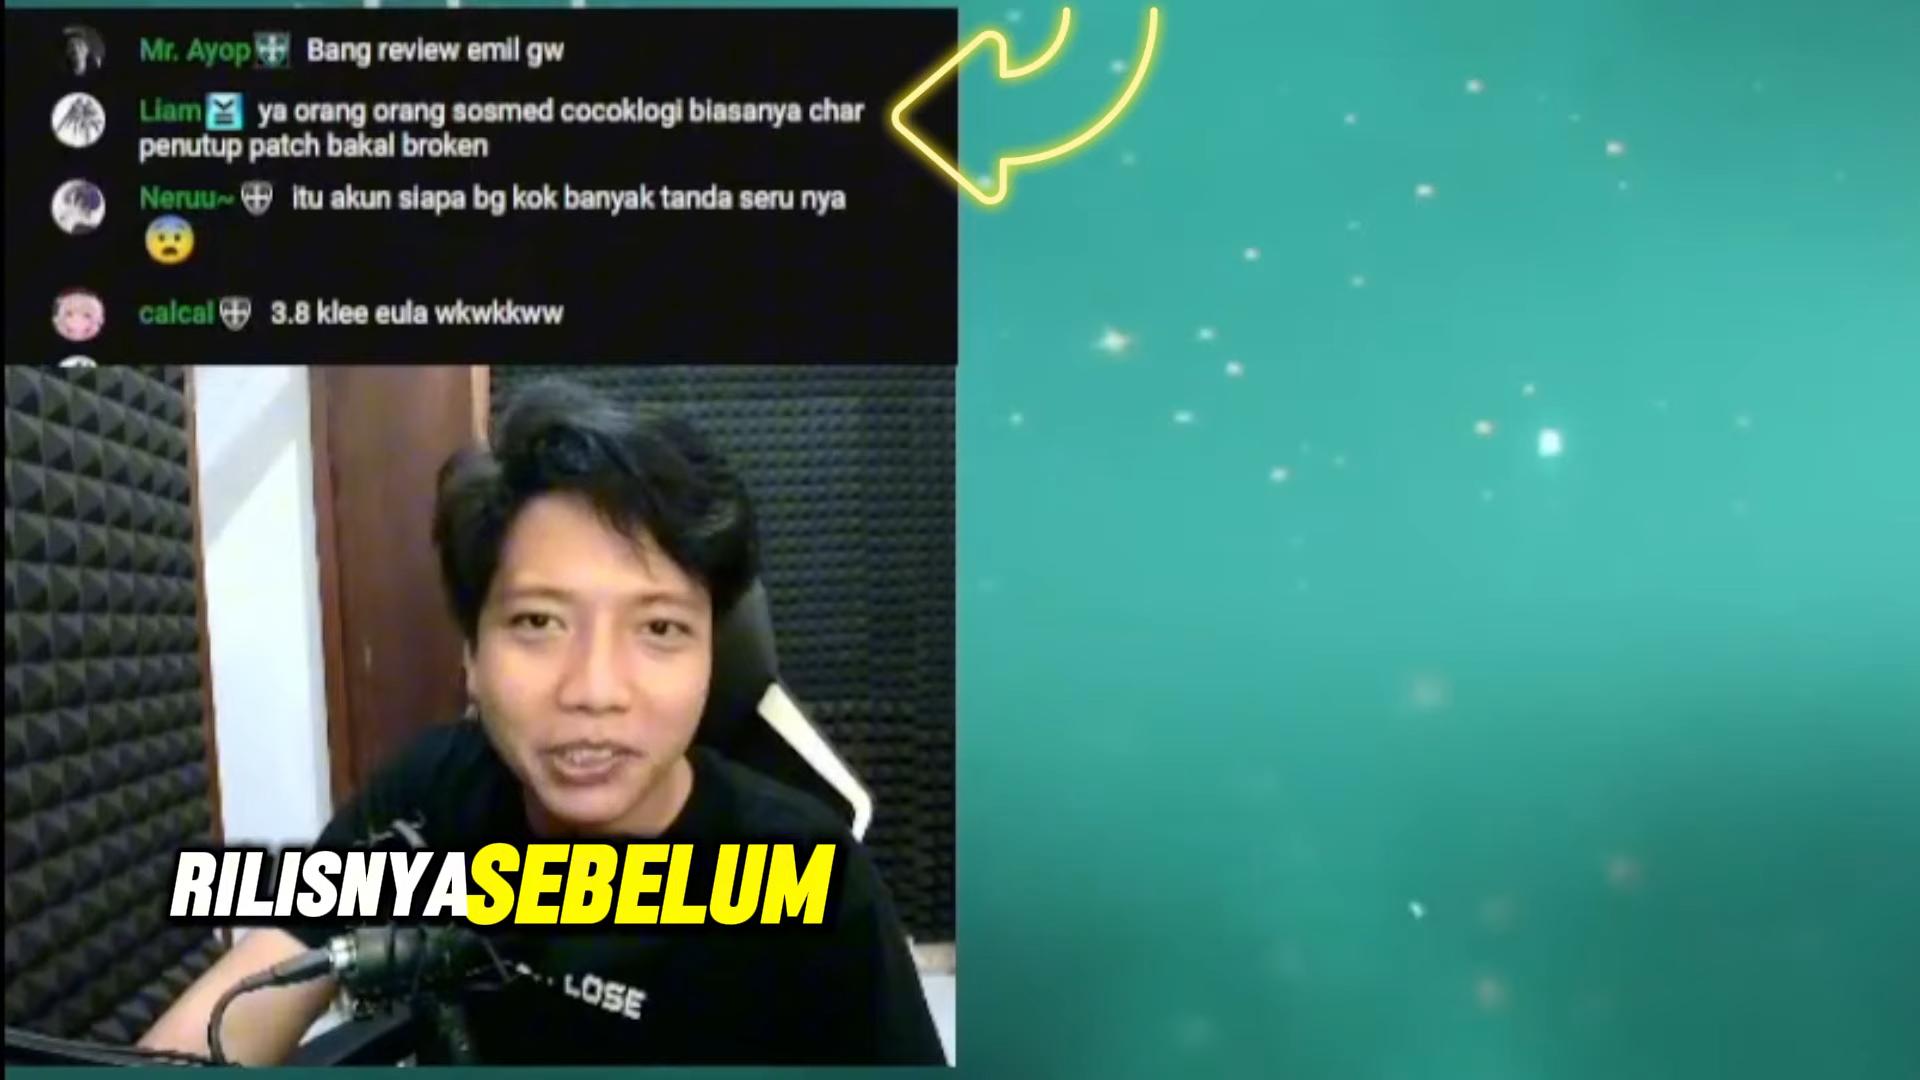 Mr. Ayop Bang review emil gw
Liam ya orang orang sosmed cocoklogi biasanya char
penutup patch bakal broken
Neruu~ itu akun siapa bg kok banyak tanda seru nya
😨
calcal 3.8 klee eula wkwkkww
RILISNYA SEBELUM
LOSE